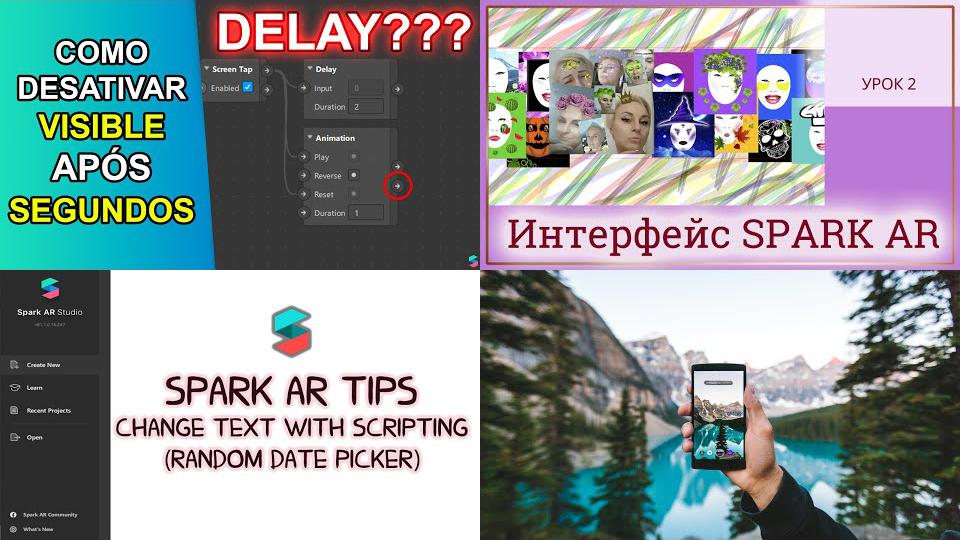 COMO
DESATIVAR
VISIBLE
APÓS
SEGUNDOS
DELAY???
Screen Tap
Enabled
Delay
Input
0
Duration
2
Animation
Play
Reverse
Reset
Duration
1
УРОК 2
Интерфейс SPARK AR
Spark AR Studio
Create New
Learn
Recent Projects
Open
Spark AR Community
What's New
SPARK AR TIPS
CHANGE TEXT WITH SCRIPTING
(RANDOM DATE PICKER)